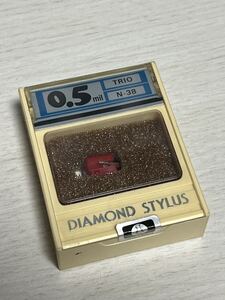 0.5 mil
TRIO
N-38
DIAMOND STYLUS